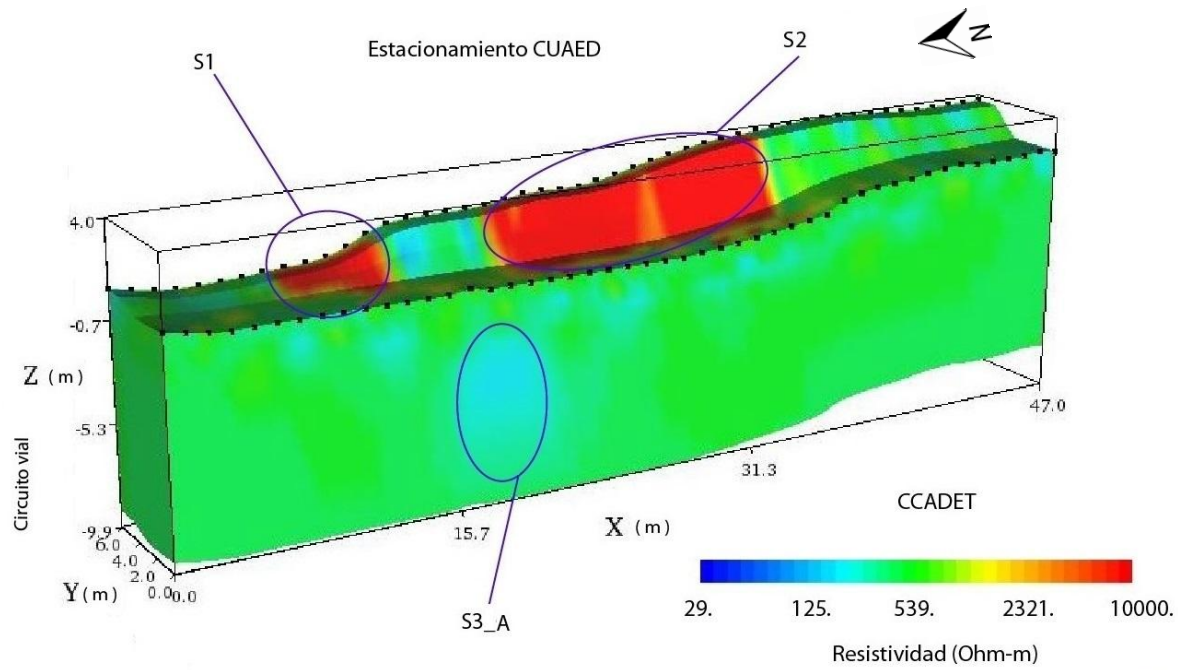 S1
Estacionamiento CUAED
S2
N
4.0
-0.7
Z (m)
-5.3
Circuito vial
-9.9
6.0
4.0
2.0
0.0
Y (m)
0.0
15.7
X (m)
31.3
47.0
S3_A
CCADET
29. 125. 539. 2321. 10000.
Resistividad (Ohm-m)